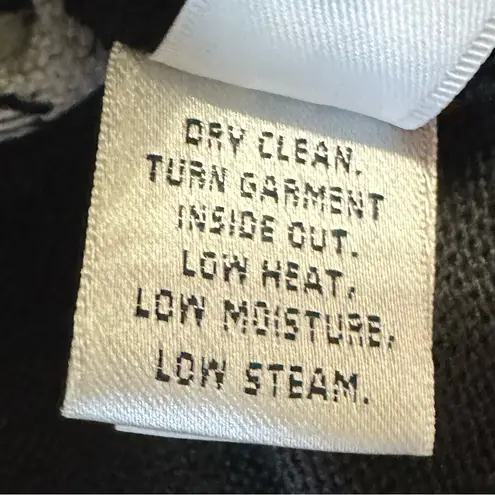 DRY CLEAN.
TURN GARMENT
INSIDE OUT.
LOW HEAT,
LOW MOISTURE,
LOW STEAM.